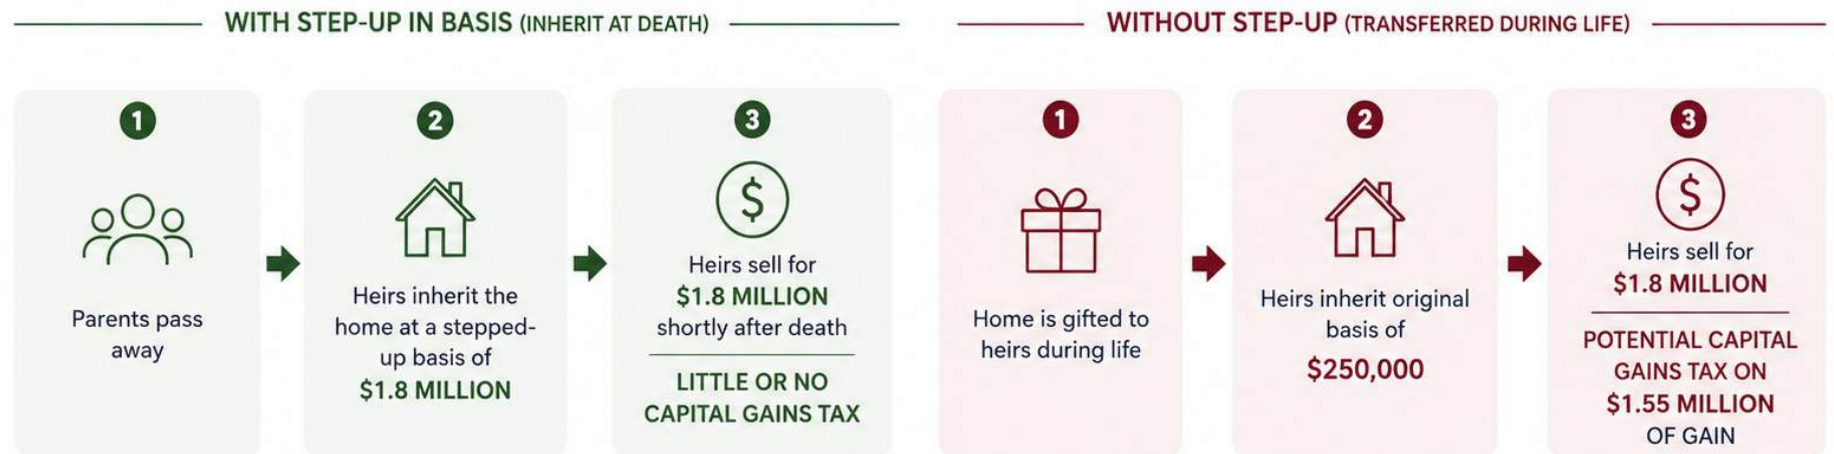 WITH STEP-UP IN BASIS (INHERIT AT DEATH)
1
Parents pass
away
2
Heirs inherit the
home at a stepped-
up basis of
$1.8 MILLION
3
$
Heirs sell for
$1.8 MILLION
shortly after death
LITTLE OR NO
CAPITAL GAINS TAX
WITHOUT STEP-UP (TRANSFERRED DURING LIFE)
1
Home is gifted to
heirs during life
2
Heirs inherit original
basis of
$250,000
3
$
Heirs sell for
$1.8 MILLION
POTENTIAL CAPITAL
GAINS TAX ON
$1.55 MILLION
OF GAIN